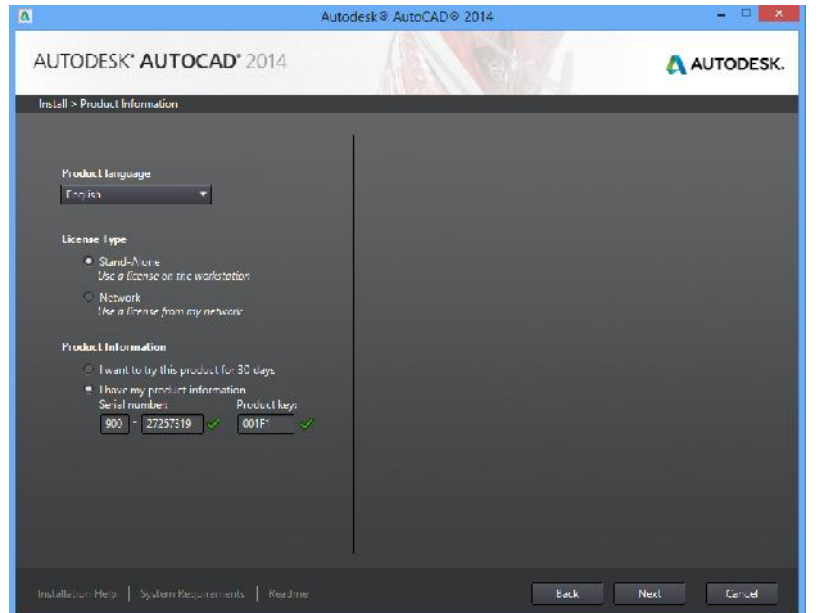 Autodesk® AutoCAD® 2014
AUTODESK® AUTOCAD® 2014
AUTODESK.
Install > Product Information
Product language
English
License Type
Stand-Alone
Use a license on the workstation
Network
Use a license from my network
Product Information
I want to try this product for 30 days
I have my product information
Serial number: Product key:
900 - 27257319 001F1
Installation Help | System Requirements | Readme
Back Next Cancel